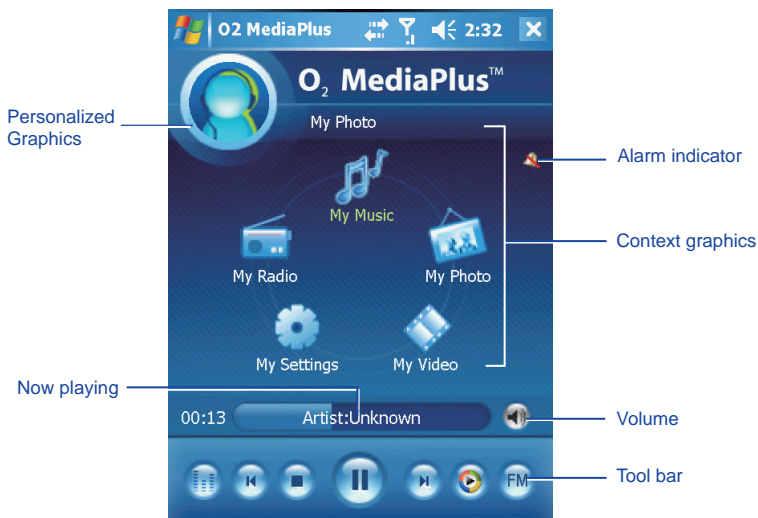 O2 MediaPlus 2:32
O2 MediaPlus™
My Photo
Personalized
Graphics
Alarm indicator
My Music
Context graphics
My Radio
My Photo
My Settings
My Video
Now playing
00:13
Artist:Unknown
Volume
FM
Tool bar